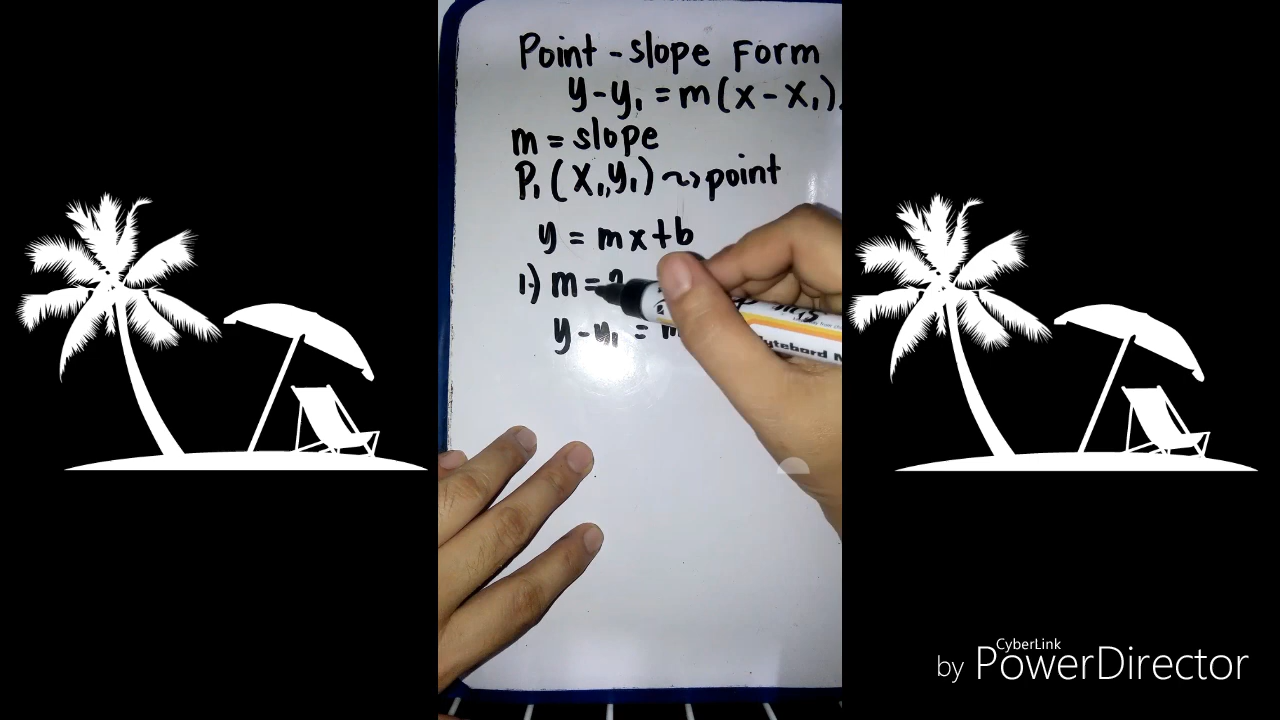 Point - slope Form
y - y₁ = m (x - x₁).
m = slope
P₁ (x₁, y₁) ~> point
y = mx + b
1.) m =
y - y₁ =
CyberLink
by PowerDirector